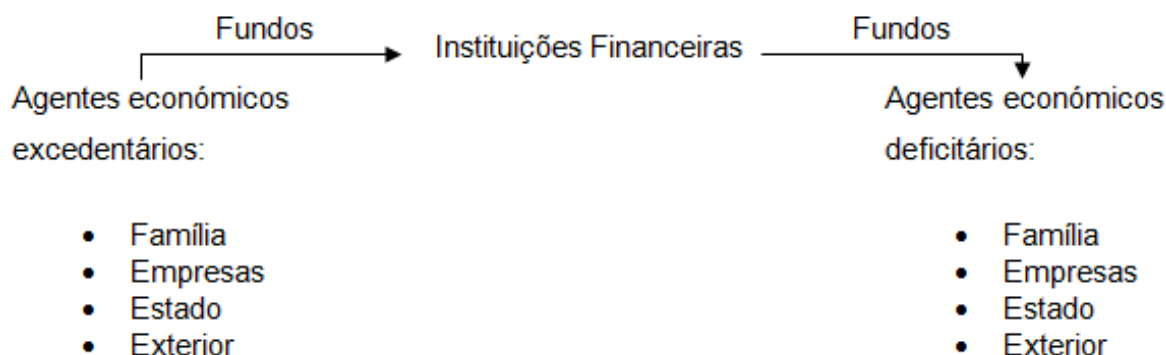 Fundos
Instituições Financeiras
Fundos
Agentes económicos
excedentários:
• Família
• Empresas
• Estado
• Exterior
Agentes económicos
deficitários:
• Família
• Empresas
• Estado
• Exterior